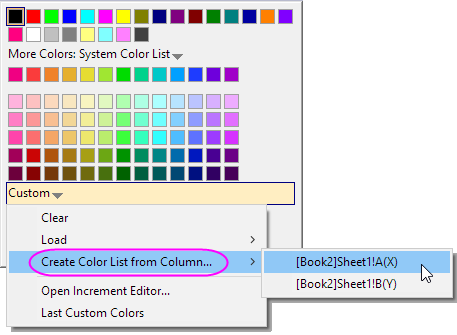 More Colors: System Color List
Custom
Clear
Load
Create Color List from Column...
[Book2]Sheet1!A(X)
[Book2]Sheet1!B(Y)
Open Increment Editor...
Last Custom Colors